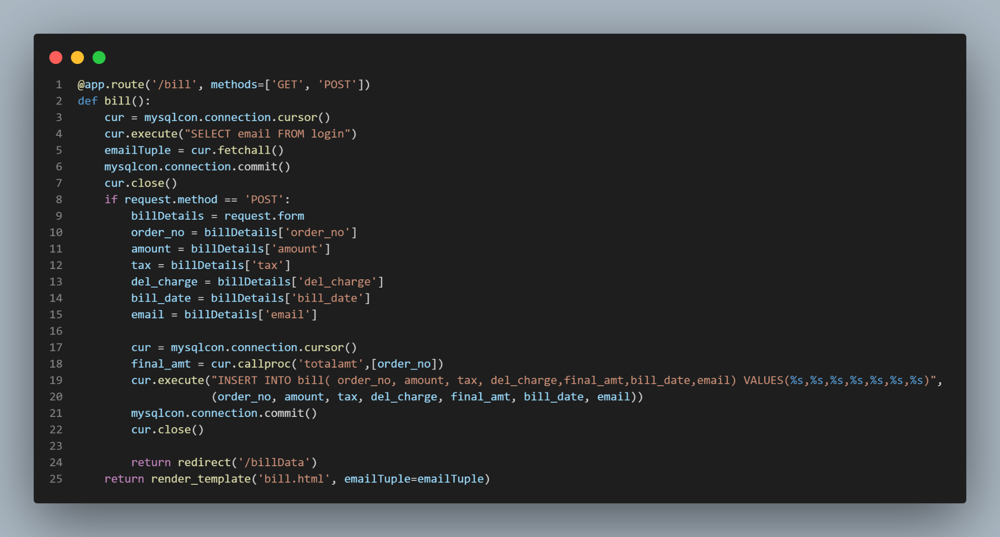 1 @app.route('/bill', methods=['GET', 'POST'])
2 def bill():
3     cur = mysqlcon.connection.cursor()
4     cur.execute("SELECT email FROM login")
5     emailTuple = cur.fetchall()
6     mysqlcon.connection.commit()
7     cur.close()
8     if request.method == 'POST':
9         billDetails = request.form
10         order_no = billDetails['order_no']
11         amount = billDetails['amount']
12         tax = billDetails['tax']
13         del_charge = billDetails['del_charge']
14         bill_date = billDetails['bill_date']
15         email = billDetails['email']
16
17         cur = mysqlcon.connection.cursor()
18         final_amt = cur.callproc('totalamt',[order_no])
19         cur.execute("INSERT INTO bill( order_no, amount, tax, del_charge,final_amt,bill_date,email) VALUES(%s,%s,%s,%s,%s,%s,%s)",
20                     (order_no, amount, tax, del_charge, final_amt, bill_date, email))
21         mysqlcon.connection.commit()
22         cur.close()
23
24         return redirect('/billData')
25     return render_template('bill.html', emailTuple=emailTuple)